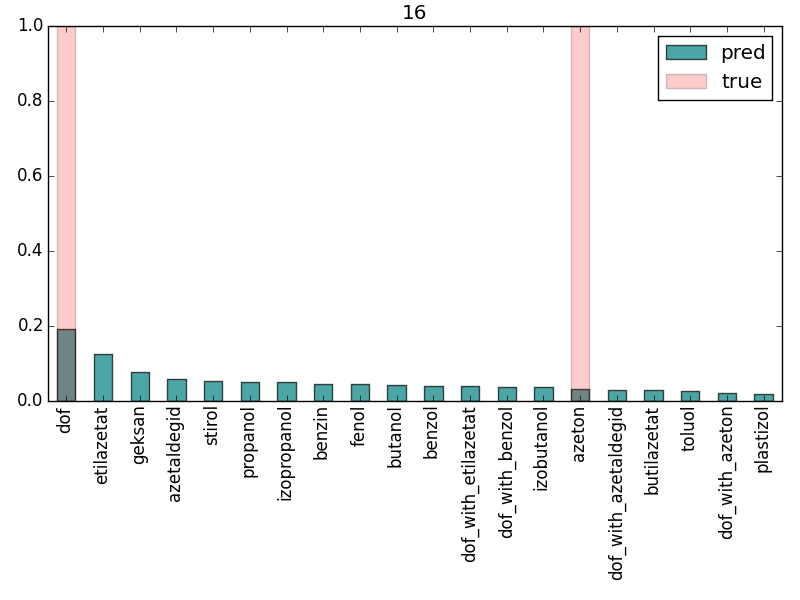 16
1.0
0.8
0.6
0.4
0.2
0.0
pred
true
dof
etilazetat
geksan
azetaldegid
stirol
propanol
izopropanol
benzin
fenol
butanol
benzol
dof_with_etilazetat
dof_with_benzol
izobutanol
azeton
dof_with_azetaldegid
butilazetat
toluol
dof_with_azeton
plastizol